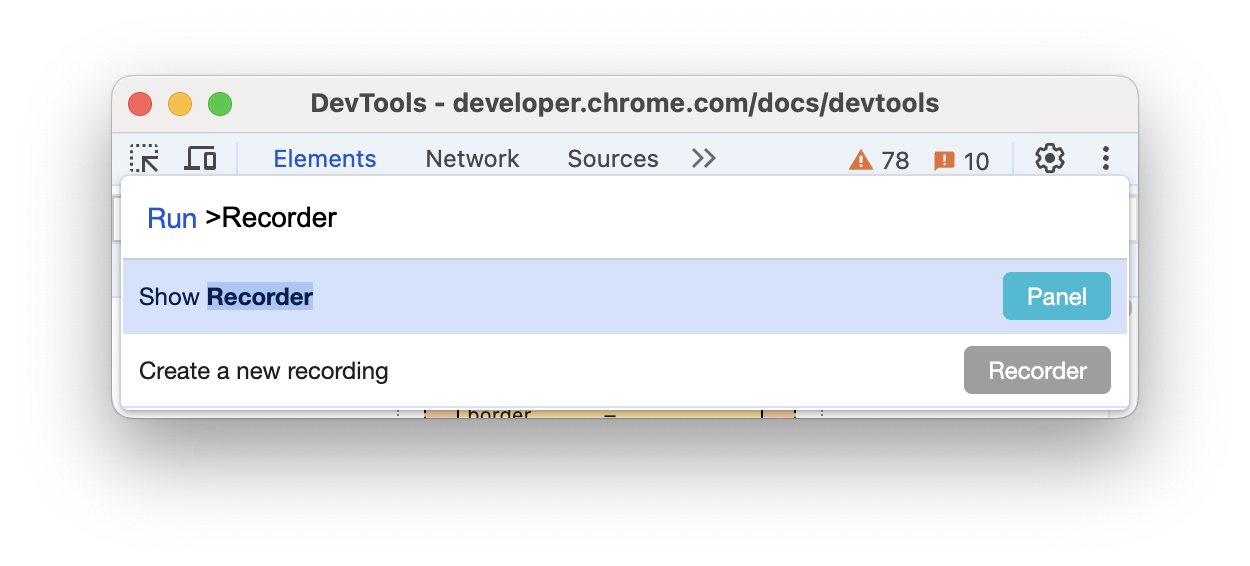 DevTools - developer.chrome.com/docs/devtools
Elements Network Sources 78 10
Run >Recorder
Show Recorder Panel
Create a new recording Recorder
border –